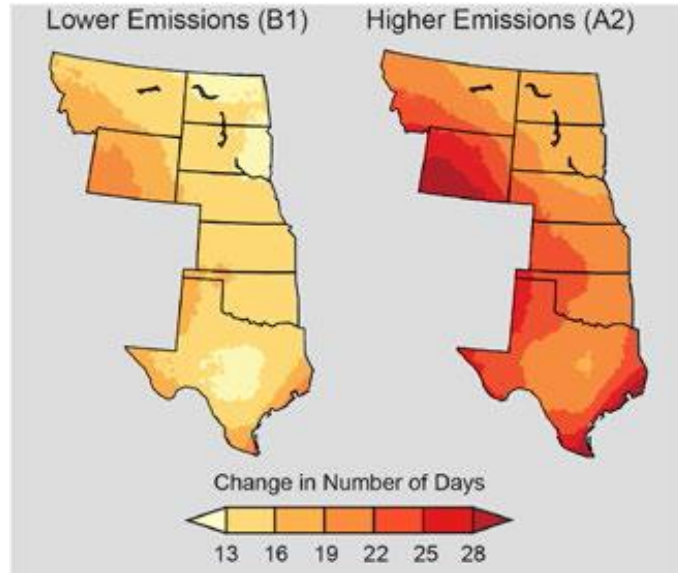 Lower Emissions (B1) Higher Emissions (A2)
Change in Number of Days
13 16 19 22 25 28